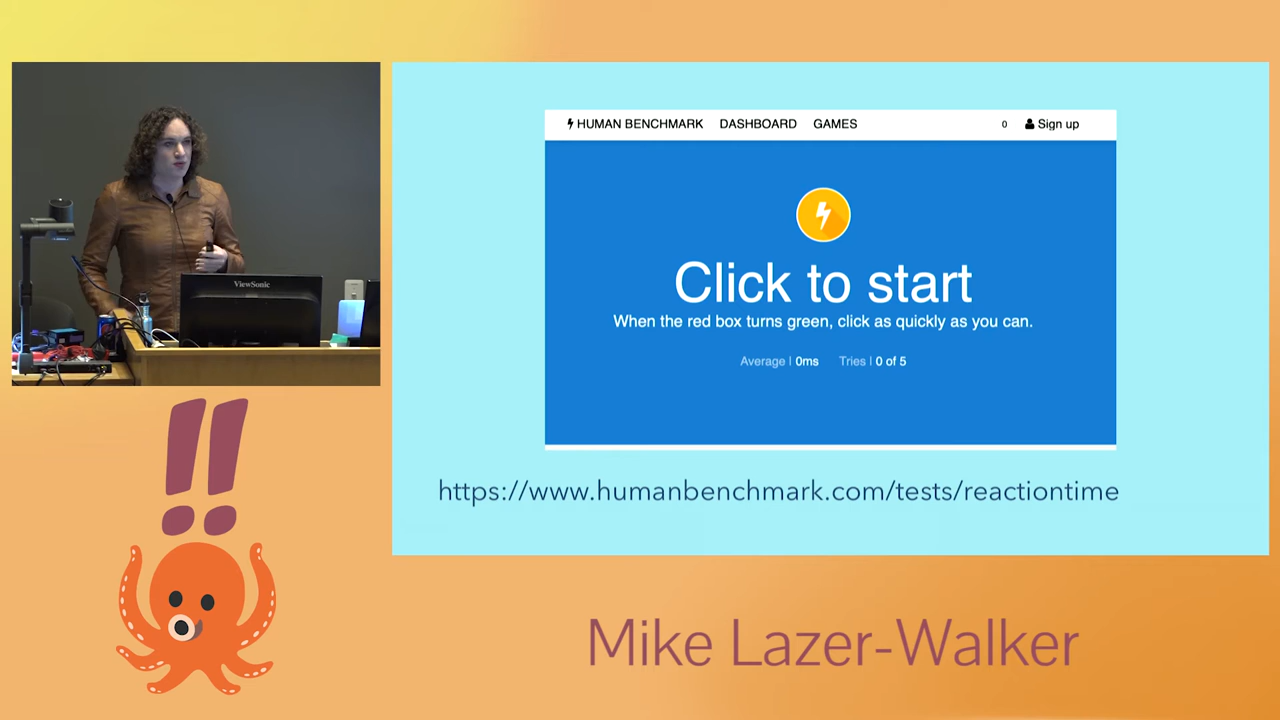 ViewSonic
HUMAN BENCHMARK DASHBOARD GAMES 0 Sign up
Click to start
When the red box turns green, click as quickly as you can.
Average | 0ms Tries | 0 of 5
https://www.humanbenchmark.com/tests/reactiontime
!!
Mike Lazer-Walker